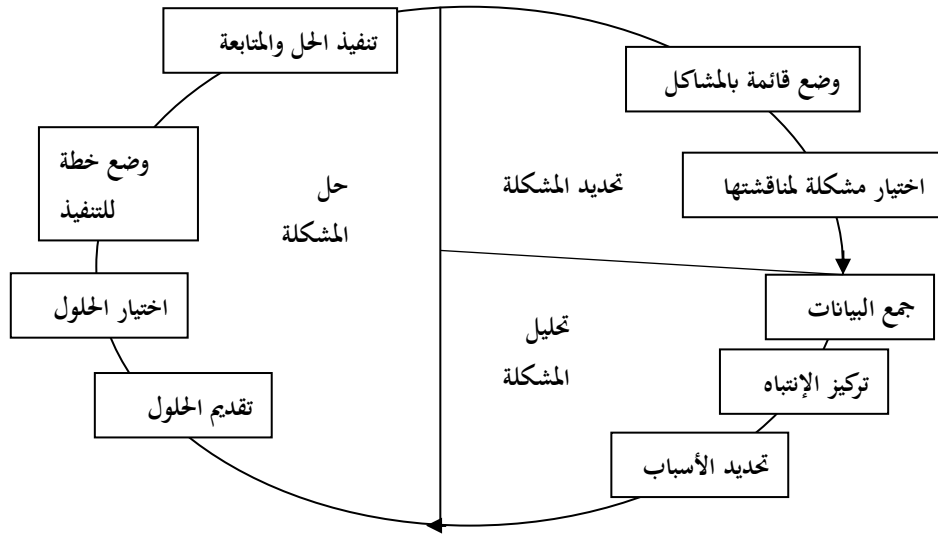 تنفيذ الحل والمتابعة
وضع قائمة بالمشاكل
اختيار مشكلة لمناقشتها
تحديد المشكلة
وضع خطة
للتنفيذ
حل
المشكلة
جمع البيانات
تركيز الإنتباه
تحديد الأسباب
تحليل
المشكلة
اختيار الحلول
تقديم الحلول